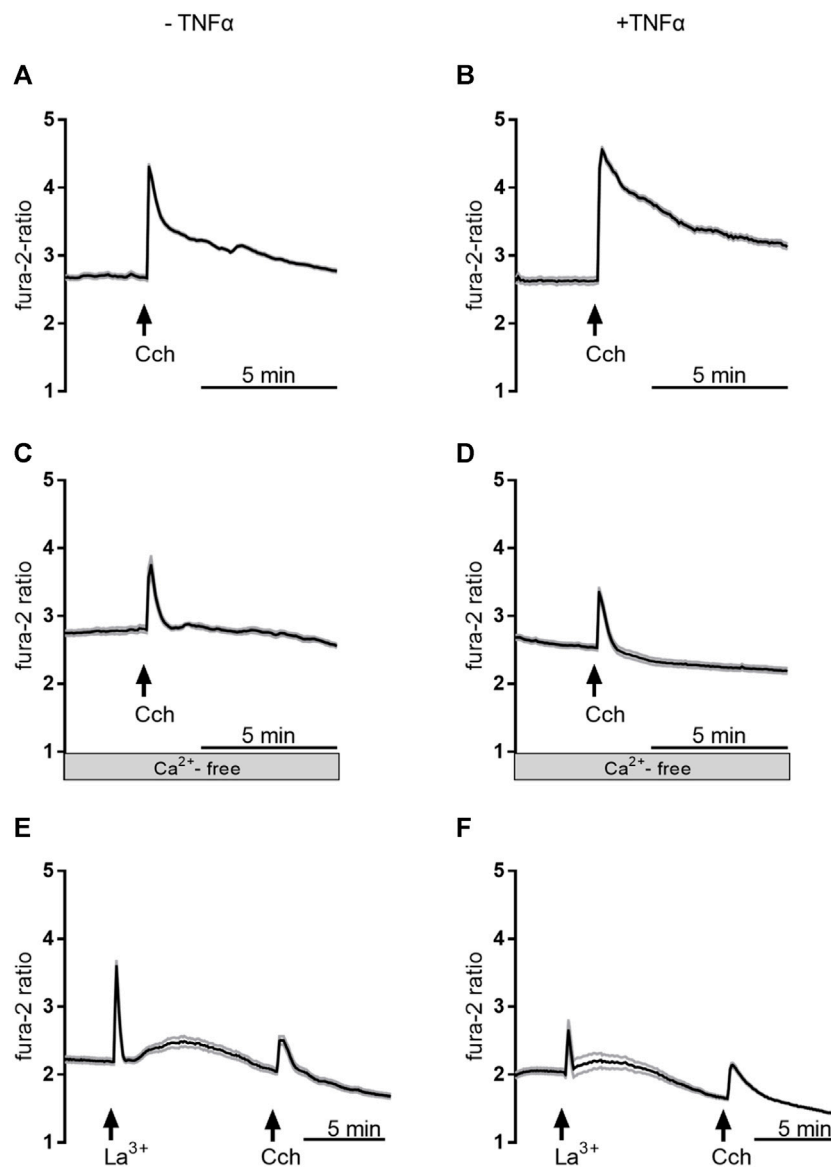 - TNFα
+TNFα
A
B
5
4
3
2
1
fura-2-ratio
Cch
5 min
5
4
3
2
1
fura-2-ratio
Cch
5 min
C
D
5
4
3
2
1
fura-2 ratio
Cch
5 min
Ca²⁺- free
5
4
3
2
1
fura-2 ratio
Cch
5 min
Ca²⁺- free
E
F
5
4
3
2
1
fura-2 ratio
La³⁺
Cch
5 min
5
4
3
2
1
fura-2 ratio
La³⁺
Cch
5 min